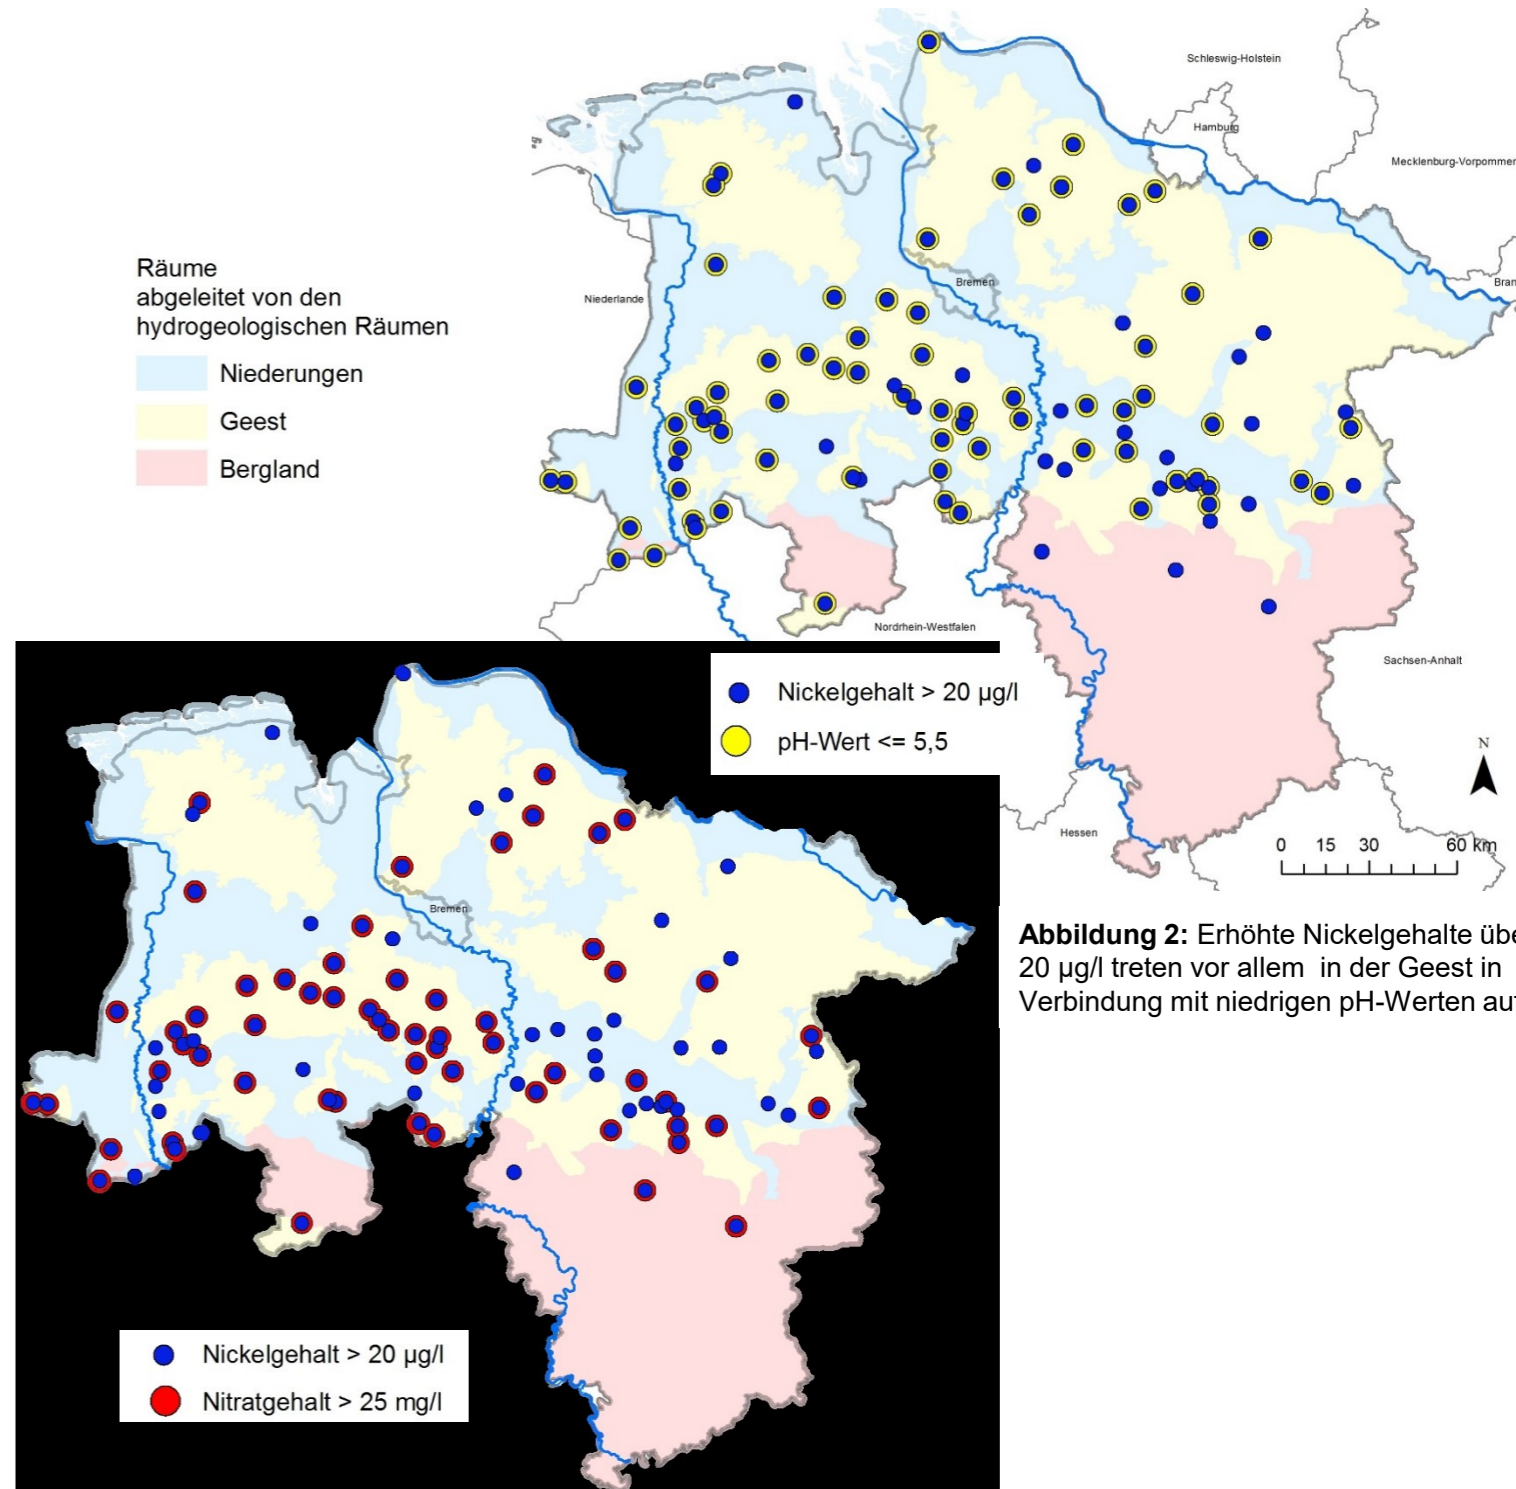 Schleswig-Holstein
Hamburg
Mecklenburg-Vorpommer
Räume
abgeleitet von den
hydrogeologischen Räumen
Niederungen
Geest
Bergland
Niederlande
Bremen
Bran
Nordrhein-Westfalen
Sachsen-Anhalt
Nickelgehalt > 20 µg/l
pH-Wert <= 5,5
N
Hessen
0 15 30 60 km
Bremen
Abbildung 2: Erhöhte Nickelgehalte übe
20 µg/l treten vor allem in der Geest in
Verbindung mit niedrigen pH-Werten au
Nickelgehalt > 20 µg/l
Nitratgehalt > 25 mg/l